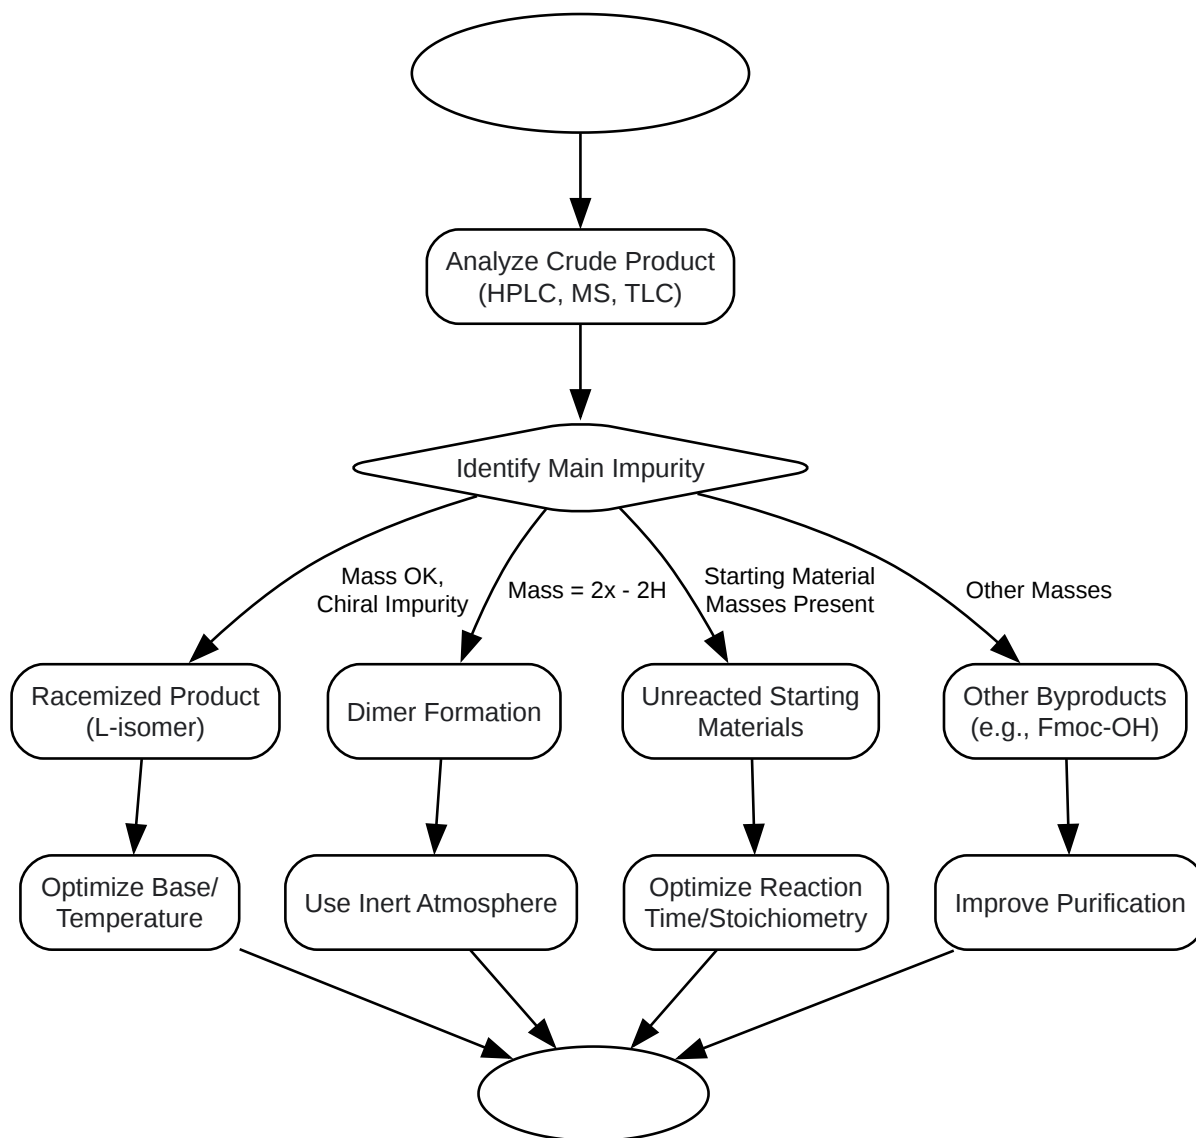 Analyze Crude Product
(HPLC, MS, TLC)
Identify Main Impurity
Mass OK,
Chiral Impurity
Mass = 2x - 2H
Starting Material
Masses Present
Other Masses
Racemized Product
(L-isomer)
Dimer Formation
Unreacted Starting
Materials
Other Byproducts
(e.g., Fmoc-OH)
Optimize Base/
Temperature
Use Inert Atmosphere
Optimize Reaction
Time/Stoichiometry
Improve Purification